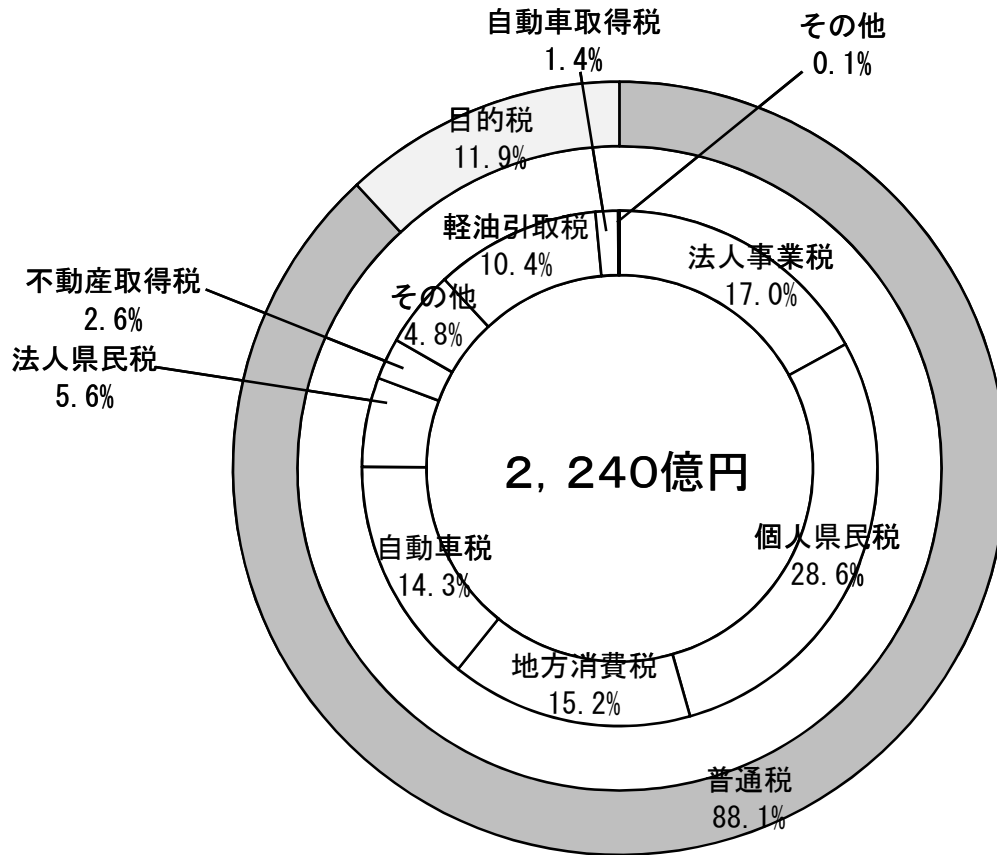 自動車取得税
1.4%
その他
0.1%
目的税
11.9%
軽油引取税
10.4%
法人事業税
17.0%
不動産取得税
2.6%
その他
4.8%
法人県民税
5.6%
2,240億円
個人県民税
28.6%
自動車税
14.3%
地方消費税
15.2%
普通税
88.1%